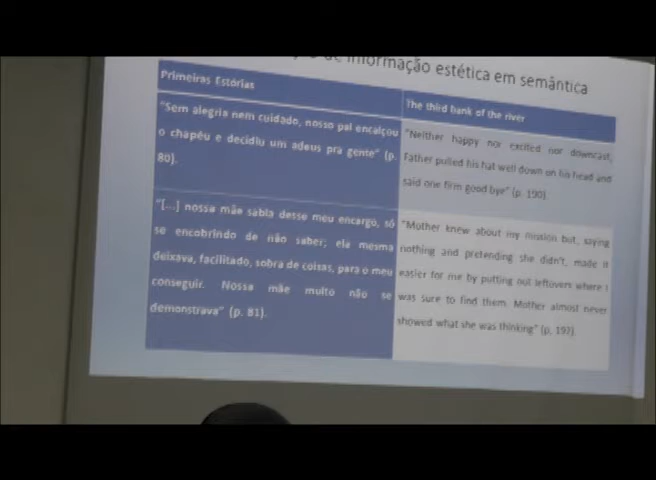 de informação estética em semântica
Primeiras Estórias
"Sem alegria nem cuidado, nosso pai encalçou
o chapéu e decidiu um adeus pra gente" (p.
80).
"[...] nossa mãe sabia desse meu encargo, só
se encobrindo de não saber; ela mesma
deixava, facilitado, sobra de coisas, para o meu
conseguir. Nossa mãe muito não se
demonstrava" (p. 81).
The third bank of the river
"Neither happy nor excited nor downcast,
Father pulled his hat well down on his head and
said one firm good bye" (p. 190).
"Mother knew about my mission but, saying
nothing and pretending she didn't, made it
easier for me by putting out leftovers where I
was sure to find them. Mother almost never
showed what she was thinking" (p. 192).